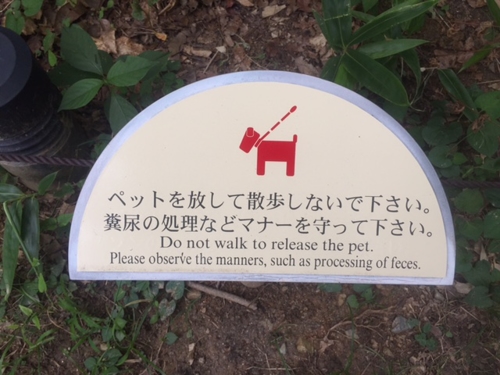 ペットを放して散歩しないで下さい。
糞尿の処理などマナーを守って下さい。
Do not walk to release the pet.
Please observe the manners, such as processing of feces.